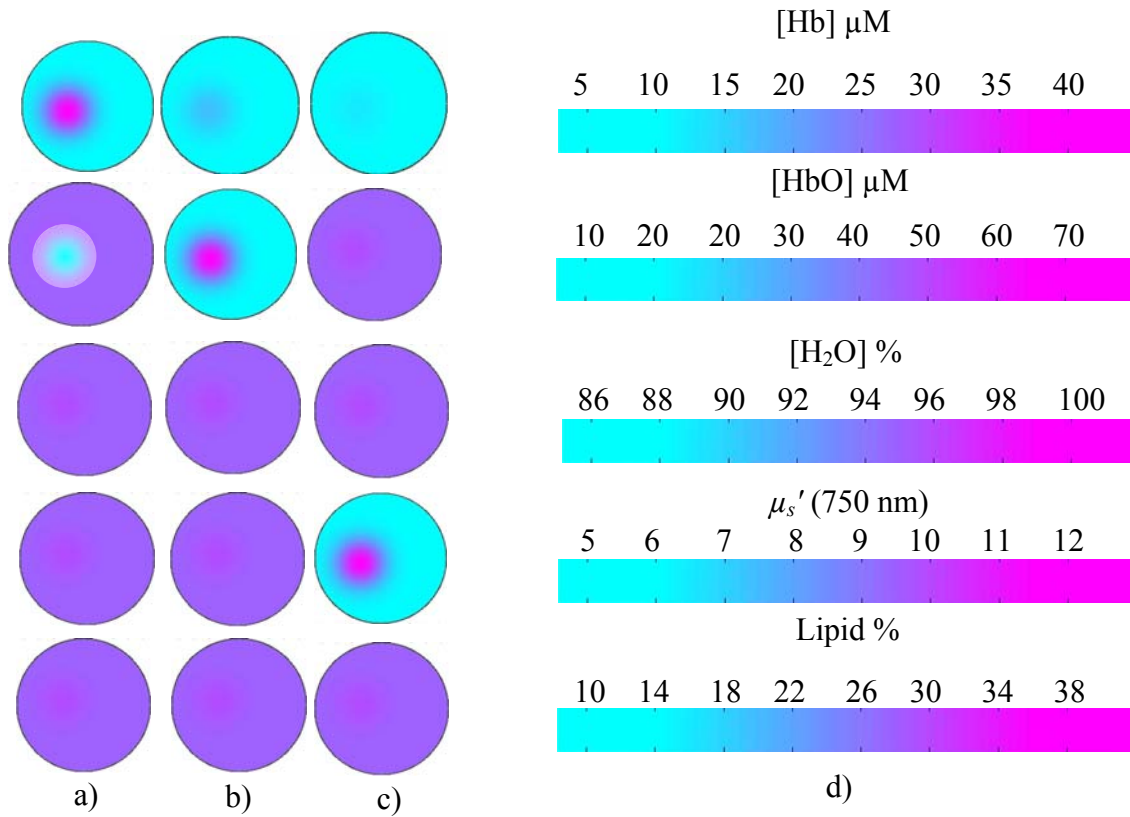 [Hb] µM
5 10 15 20 25 30 35 40
[HbO] µM
10 20 20 30 40 50 60 70
[H₂O] %
86 88 90 92 94 96 98 100
μₛ′ (750 nm)
5 6 7 8 9 10 11 12
Lipid %
10 14 18 22 26 30 34 38
a) b) c) d)